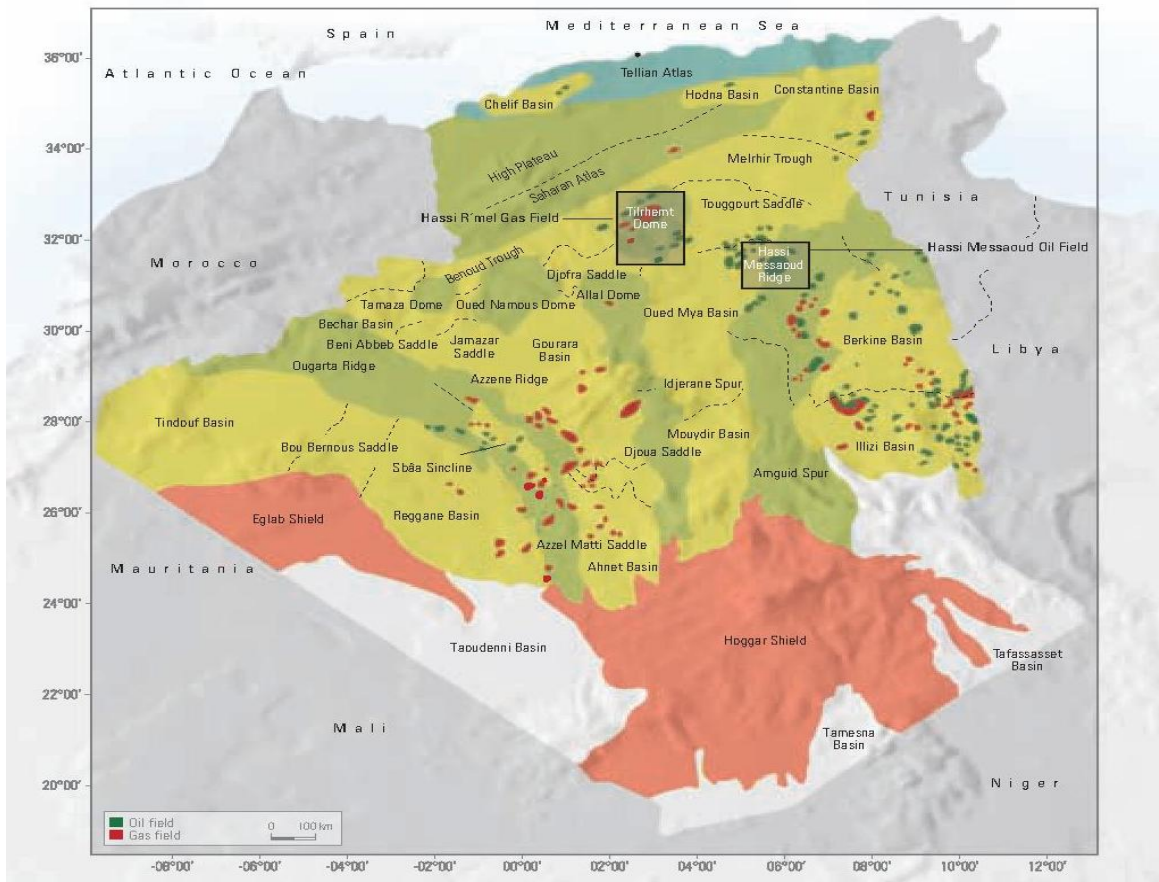 Mediterranean Sea
Spain
36°00′
Atlantic Ocean
Tellian Atlas
Hodna Basin
Constantine Basin
Chelif Basin
34°00′
High Plateau
Melrhir Trough
Saharan Atlas
Tunisia
Touggourt Saddle
Hassi R'mel Gas Field
Tilrhemt
Dome
32°00′
Hassi Messaoud Oil Field
Hassi
Messaoud
Ridge
Morocco
Benoud Trough
Djofra Saddle
Allal Dome
Tamaza Dome
Oued Namous Dome
Oued Mya Basin
Bechar Basin
30°00′
Beni Abbeb Saddle
Jamazar
Saddle
Gourara
Basin
Berkine Basin
Libya
Ougarta Ridge
Azzene Ridge
Idjerane Spur
28°00′
Tindouf Basin
Mouydir Basin
Bou Bernous Saddle
Djoua Saddle
Illizi Basin
Sbâa Sincline
Amguid Spur
26°00′
Eglab Shield
Reggane Basin
Azzel Matti Saddle
Mauritania
Ahnet Basin
24°00′
Taoudenni Basin
Hoggar Shield
Tafassasset
Basin
22°00′
Mali
Tamesna
Basin
20°00′
Niger
Oil field
Gas field
0 100 km
-08°00′ -06°00′ -04°00′ -02°00′ 00°00′ 02°00′ 04°00′ 06°00′ 08°00′ 10°00′ 12°00′